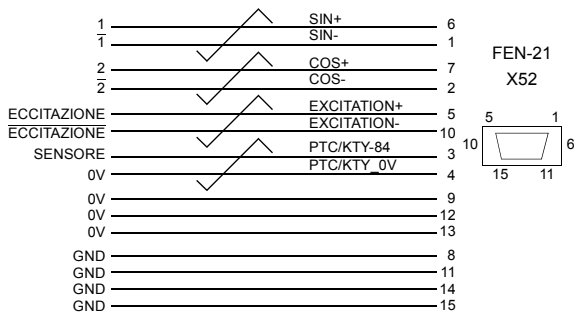 1 SIN+ 6
1 SIN- 1
2 COS+ 7
2 COS- 2
ECCITAZIONE EXCITATION+ 5
ECCITAZIONE EXCITATION- 10
SENSORE PTC/KTY-84 3
0V PTC/KTY_0V 4
0V 9
0V 12
0V 13
GND 8
GND 11
GND 14
GND 15
FEN-21
X52
5 1
10 6
15 11